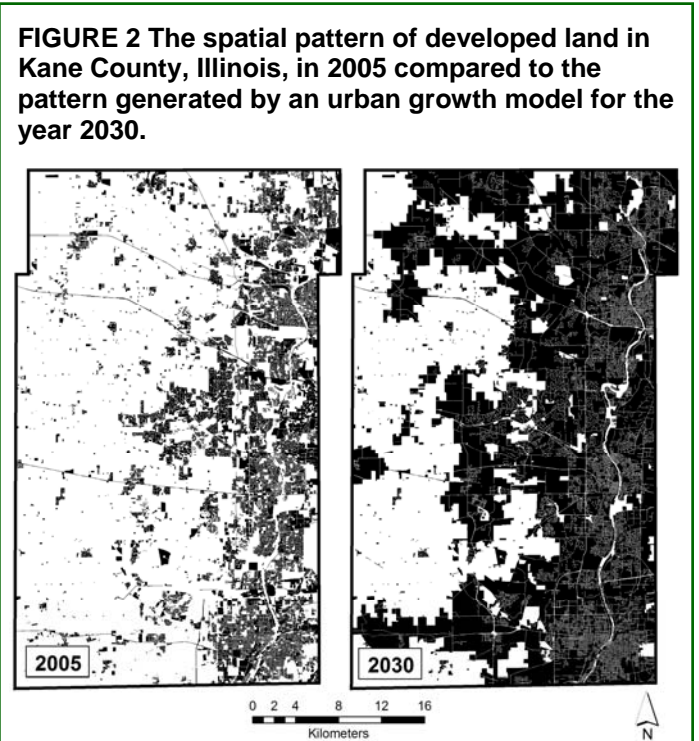 FIGURE 2 The spatial pattern of developed land in
Kane County, Illinois, in 2005 compared to the
pattern generated by an urban growth model for the
year 2030.
2005
2030
0 2 4 8 12 16
Kilometers
N